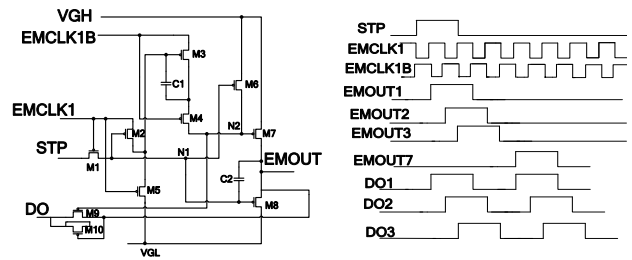 VGH
EMCLK1B
M3
C1
M6
M4
EMCLK1
M2
N2
M7
STP
M1
N1
EMOUT
C2
M5
M8
DO
M9
M10
VGL
STP
EMCLK1
EMCLK1B
EMOUT1
EMOUT2
EMOUT3
EMOUT7
DO1
DO2
DO3